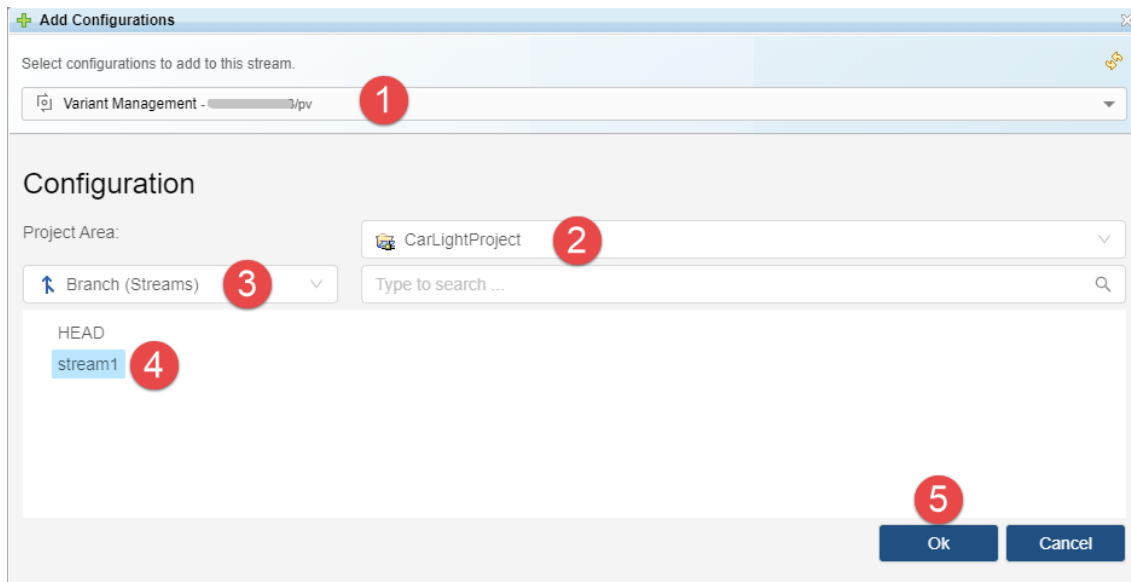 Add Configurations
Select configurations to add to this stream.
Variant Management - /pv 1
Configuration
Project Area:
CarLightProject 2
Branch (Streams) 3
Type to search ...
HEAD
stream1 4
5
Ok Cancel